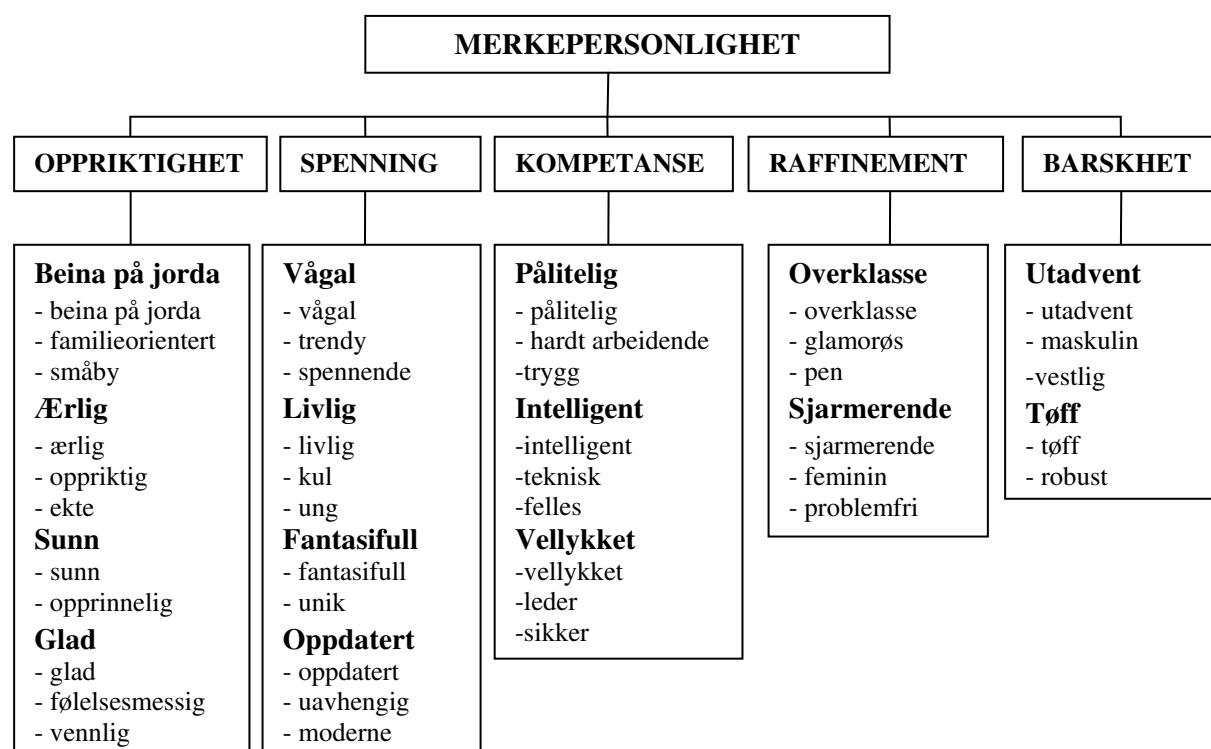 MERKEPERSONLIGHET
OPPRIKTIGHET
SPENNING
KOMPETANSE
RAFFINEMENT
BARSKHET
Beina på jorda
- beina på jorda
- familieorientert
- småby
Ærlig
- ærlig
- oppriktig
- ekte
Sunn
- sunn
- opprinnelig
Glad
- glad
- følelsesmessig
- vennlig
Vågal
- vågal
- trendy
- spennende
Livlig
- livlig
- kul
- ung
Fantasifull
- fantasifull
- unik
Oppdatert
- oppdatert
- uavhengig
- moderne
Pålitelig
- pålitelig
- hardt arbeidende
-trygg
Intelligent
-intelligent
-teknisk
-felles
Vellykket
-vellykket
-leder
-sikker
Overklasse
- overklasse
- glamorøs
- pen
Sjarmerende
- sjarmerende
- feminin
- problemfri
Utadvent
- utadvent
- maskulin
-vestlig
Tøff
- tøff
- robust